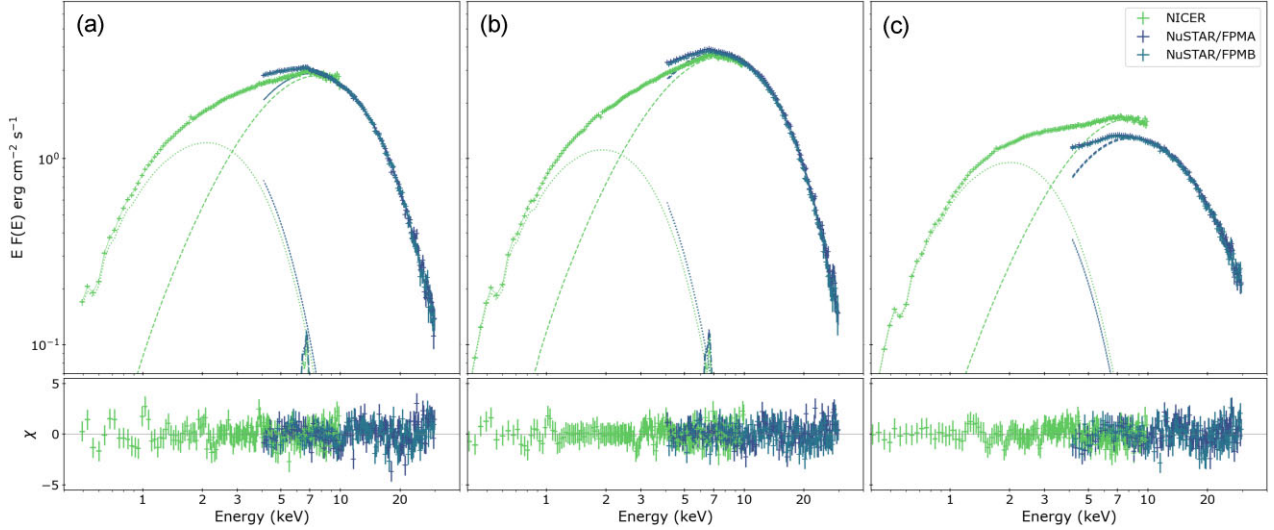 (a)
(b)
(c)
NICER
NuSTAR/FPMA
NuSTAR/FPMB
E F(E) erg cm⁻² s⁻¹
10⁰
10⁻¹
χ
5
0
−5
1 2 3 5 7 10 20
1 2 3 5 7 10 20
1 2 3 5 7 10 20
Energy (keV)
Energy (keV)
Energy (keV)